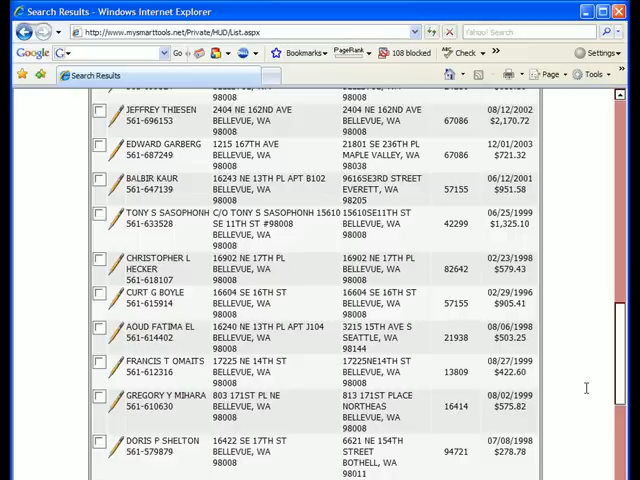 Search Results - Windows Internet Explorer
http://www.mysmarttools.net/Private/HUD/List.aspx
Yahoo! Search
Google
Go
Bookmarks
PageRank
108 blocked
Check
Settings
Search Results
Page
Tools
98008
98008
JEFFREY THIESEN
561-696153
2404 NE 162ND AVE
BELLEVUE, WA
98008
2404 NE 162ND AVE
BELLEVUE, WA
98008
67086
08/12/2002
$2,170.72
EDWARD GARBERG
561-687249
1215 167TH AVE
BELLEVUE, WA
98008
21801 SE 236TH PL
MAPLE VALLEY, WA
98038
67086
12/01/2003
$721.32
BALBIR KAUR
561-647139
16243 NE 13TH PL APT B102
BELLEVUE, WA
98008
9616SE3RD STREET
EVERETT, WA
98205
57155
06/12/2001
$951.58
TONY S SASOPHONH
561-633528
C/O TONY S SASOPHONH 15610
SE 11TH ST #98008
BELLEVUE, WA
98008
15610SE11TH ST
BELLEVUE, WA
98008
42299
06/25/1999
$1,325.10
CHRISTOPHER L
HECKER
561-618107
16902 NE 17TH PL
BELLEVUE, WA
98008
16902 NE 17TH PL
BELLEVUE, WA
98008
82642
02/23/1998
$579.43
CURT G BOYLE
561-615914
16604 SE 16TH ST
BELLEVUE, WA
98008
16604 SE 16TH ST
BELLEVUE, WA
98008
57155
02/29/1996
$905.41
AOUD FATIMA EL
561-614402
16240 NE 13TH PL APT J104
BELLEVUE, WA
98008
3215 15TH AVE S
SEATTLE, WA
98144
21938
08/06/1998
$503.25
FRANCIS T OMAITS
561-612316
17225 NE 14TH ST
BELLEVUE, WA
98008
17225NE14TH ST
BELLEVUE, WA
98008
13809
08/27/1999
$422.60
GREGORY Y MIHARA
561-610630
803 171ST PL NE
BELLEVUE, WA
98008
813 171ST PLACE
NORTHEAS
BELLEVUE, WA
98008
16414
08/02/1999
$575.82
DORIS P SHELTON
561-579879
16422 SE 17TH ST
BELLEVUE, WA
98008
6621 NE 154TH
STREET
BOTHELL, WA
98011
94721
07/08/1998
$278.78